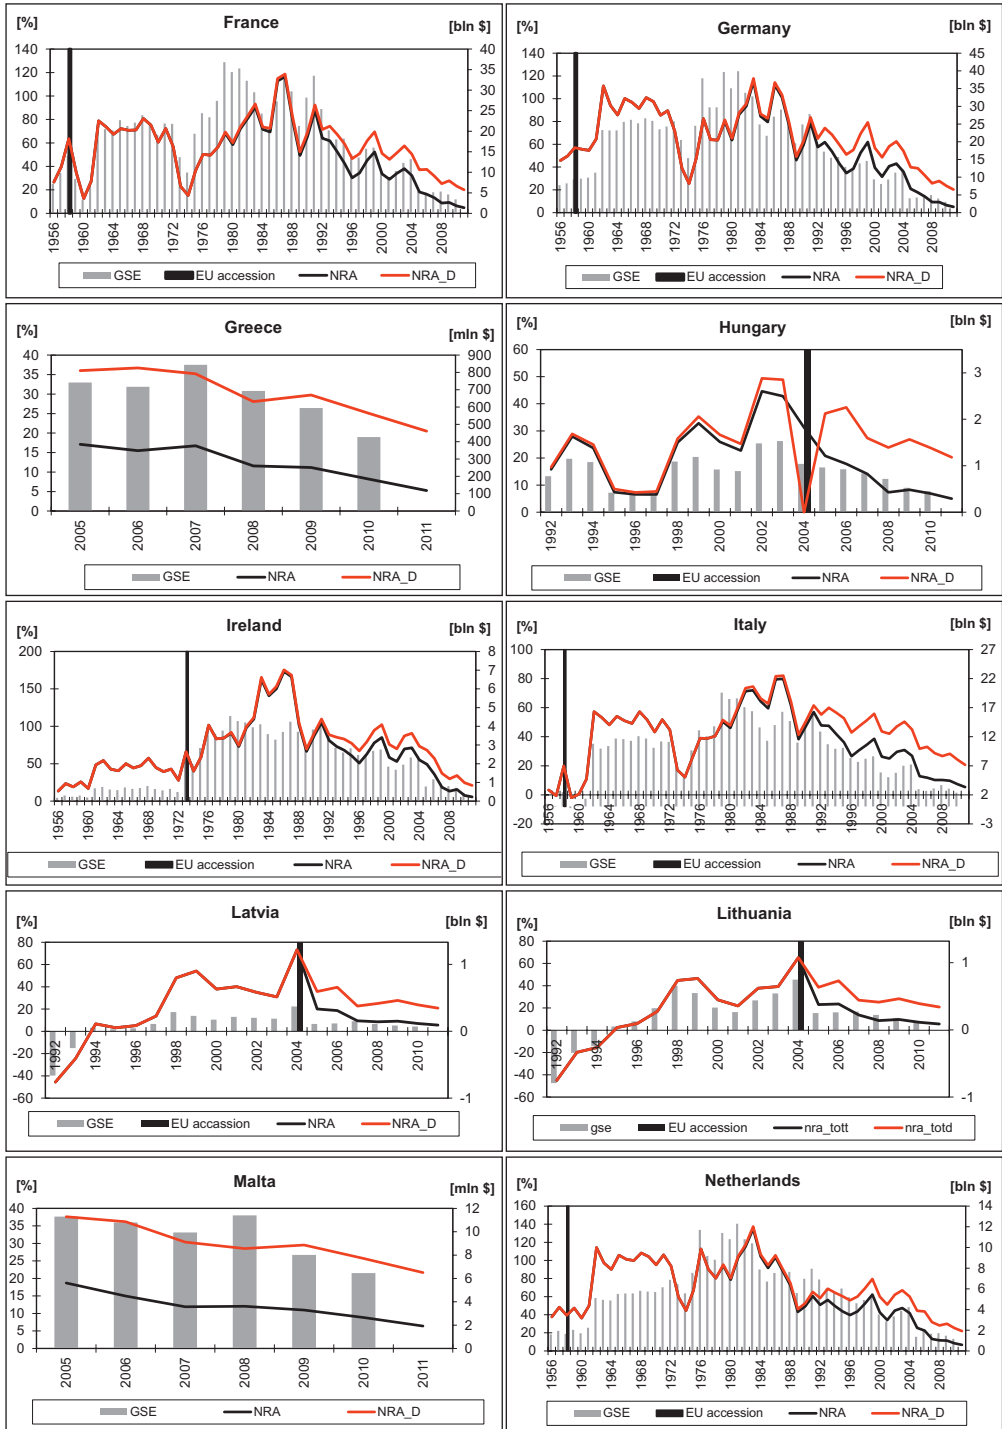 France
[%] [bln $]
140 120 100 80 60 40 20 0
40 35 30 25 20 15 10 5 0
1956 1960 1964 1968 1972 1976 1980 1984 1988 1992 1996 2000 2004 2008
GSE EU accession NRA NRA_D
Germany
[%] [bln $]
140 120 100 80 60 40 20 0
45 40 35 30 25 20 15 10 5 0
1956 1960 1964 1968 1972 1976 1980 1984 1988 1992 1996 2000 2004 2008
GSE EU accession NRA NRA_D
Greece
[%] [mln $]
40 35 30 25 20 15 10 5 0
900 800 700 600 500 400 300 200 100 0
2005 2006 2007 2008 2009 2010 2011
GSE NRA NRA_D
Hungary
[%] [bln $]
60 50 40 30 20 10 0
3 2 1 0
1992 1994 1996 1998 2000 2002 2004 2006 2008 2010
GSE EU accession NRA NRA_D
Ireland
[%] [bln $]
200 150 100 50 0
8 7 6 5 4 3 2 1 0
1956 1960 1964 1968 1972 1976 1980 1984 1988 1992 1996 2000 2004 2008
GSE EU accession NRA NRA_D
Italy
[%] [bln $]
100 80 60 40 20 0 -20
27 22 17 12 7 2 -3
1956 1960 1964 1968 1972 1976 1980 1984 1988 1992 1996 2000 2004 2008
GSE EU accession NRA NRA_D
Latvia
[%] [bln $]
80 60 40 20 0 -20 -40 -60
1 0 -1
1992 1994 1996 1998 2000 2002 2004 2006 2008 2010
GSE EU accassion NRA NRA_D
Lithuania
[%] [bln $]
80 60 40 20 0 -20 -40 -60
1 0 -1
1992 1994 1996 1998 2000 2002 2004 2006 2008 2010
gse EU accession nra_tott nra_totd
Malta
[%] [mln $]
40 35 30 25 20 15 10 5 0
12 10 8 6 4 2 0
2005 2006 2007 2008 2009 2010 2011
GSE NRA NRA_D
Netherlands
[%] [bln $]
160 140 120 100 80 60 40 20 0
14 12 10 8 6 4 2 0
1956 1960 1964 1968 1972 1976 1980 1984 1988 1992 1996 2000 2004 2008
GSE EU accession NRA NRA_D